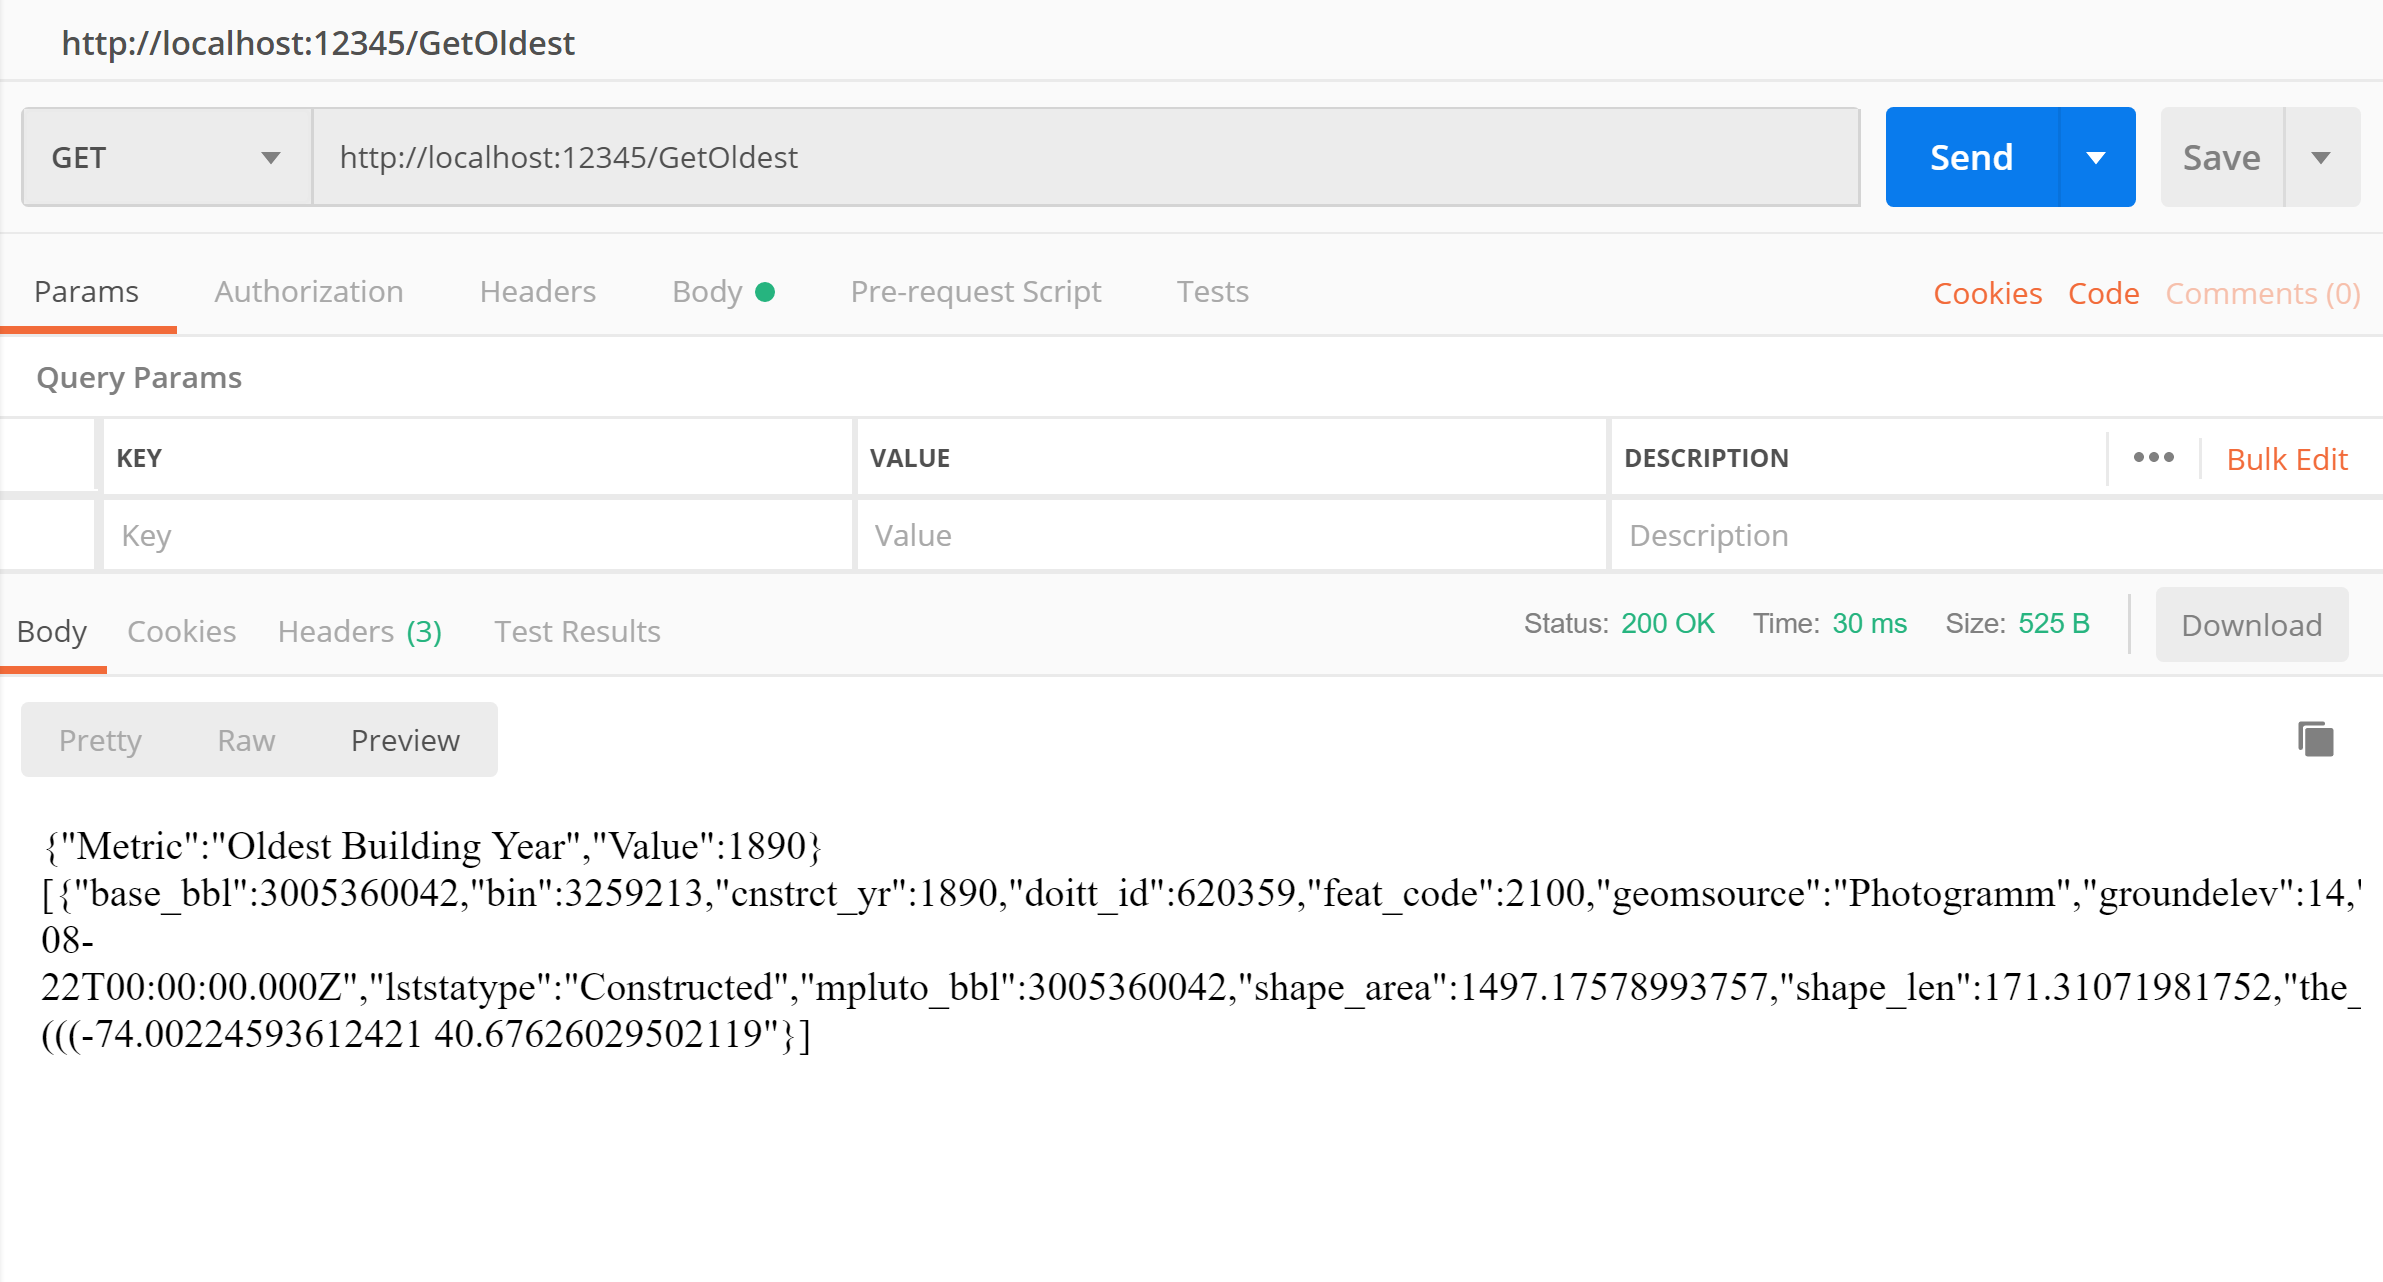 http://localhost:12345/GetOldest
GET http://localhost:12345/GetOldest Send Save
Params Authorization Headers Body Pre-request Script Tests Cookies Code Comments (0)
Query Params
KEY VALUE DESCRIPTION Bulk Edit
Key Value Description
Body Cookies Headers (3) Test Results Status: 200 OK Time: 30 ms Size: 525 B Download
Pretty Raw Preview
{"Metric":"Oldest Building Year","Value":1890}
[{"base_bbl":3005360042,"bin":3259213,"cnstrct_yr":1890,"doitt_id":620359,"feat_code":2100,"geomsource":"Photogramm","groundelev":14,"
08-
22T00:00:00.000Z","lststatype":"Constructed","mpluto_bbl":3005360042,"shape_area":1497.17578993757,"shape_len":171.31071981752,"the_
(((-74.00224593612421 40.67626029502119"}]